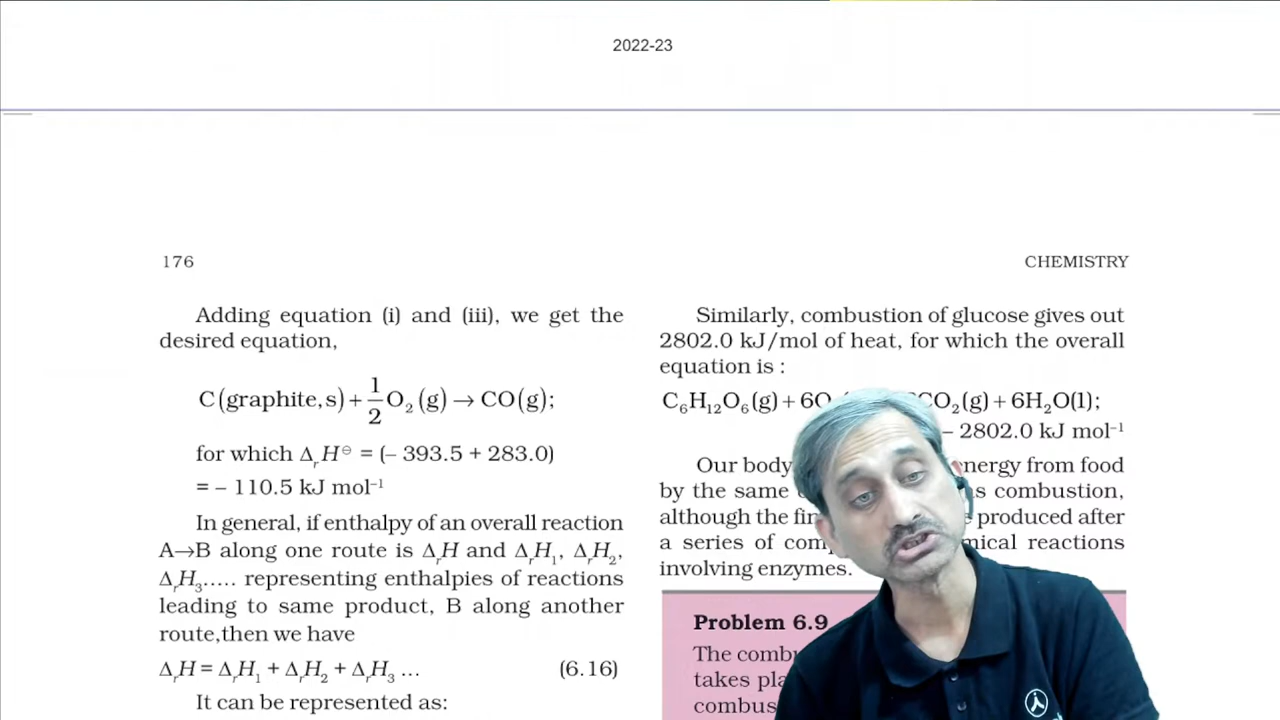 2022-23
176
CHEMISTRY
Adding equation (i) and (iii), we get the
desired equation,
C(graphite,s) + 1/2 O₂(g) → CO(g);
for which ΔᵣH⊖ = (– 393.5 + 283.0)
= – 110.5 kJ mol⁻¹
In general, if enthalpy of an overall reaction
A→B along one route is ΔᵣH and ΔᵣH₁, ΔᵣH₂,
ΔᵣH₃..... representing enthalpies of reactions
leading to same product, B along another
route,then we have
ΔᵣH = ΔᵣH₁ + ΔᵣH₂ + ΔᵣH₃ ... (6.16)
It can be represented as:
Similarly, combustion of glucose gives out
2802.0 kJ/mol of heat, for which the overall
equation is :
C₆H₁₂O₆(g) + 6O CO₂(g) + 6H₂O(l);
– 2802.0 kJ mol⁻¹
Our body energy from food
by the same combustion,
although the produced after
a series of reactions
involving enzymes.
Problem 6.9
The
takes